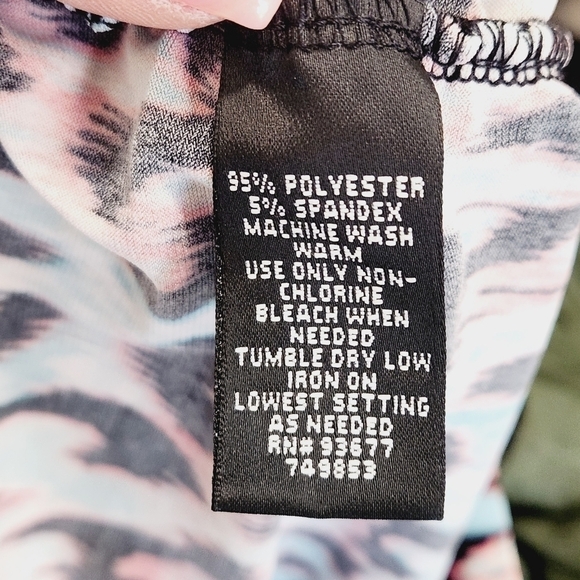 95% POLYESTER
5% SPANDEX
MACHINE WASH
WARM
USE ONLY NON-
CHLORINE
BLEACH WHEN
NEEDED
TUMBLE DRY LOW
IRON ON
LOWEST SETTING
AS NEEDED
RN# 93677
749853